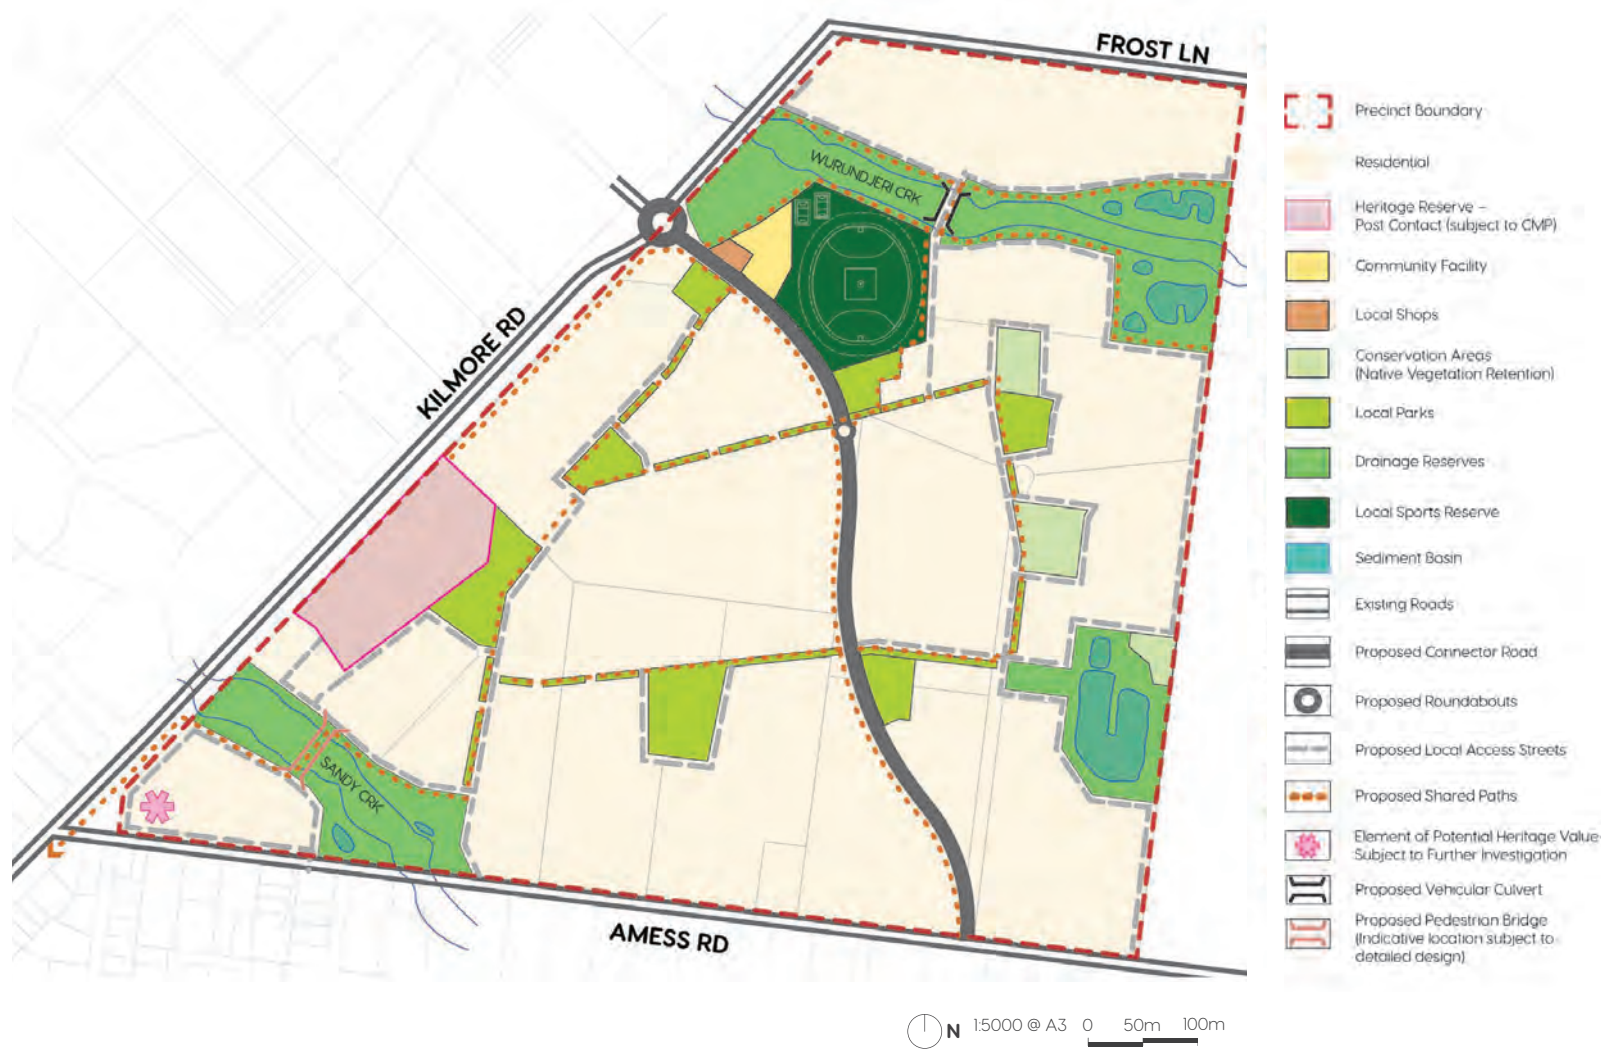 FROST LN
WURUNDJERI CRK
KILMORE RD
SANDY CRK
AMESS RD
Precinct Boundary
Residential
Heritage Reserve –
Post Contact (subject to CMP)
Community Facility
Local Shops
Conservation Areas
(Native Vegetation Retention)
Local Parks
Drainage Reserves
Local Sports Reserve
Sediment Basin
Existing Roads
Proposed Connector Road
Proposed Roundabouts
Proposed Local Access Streets
Proposed Shared Paths
Element of Potential Heritage Value
Subject to Further Investigation
Proposed Vehicular Culvert
Proposed Pedestrian Bridge
(Indicative location subject to
detailed design)
N 1:5000 @ A3 0 50m 100m